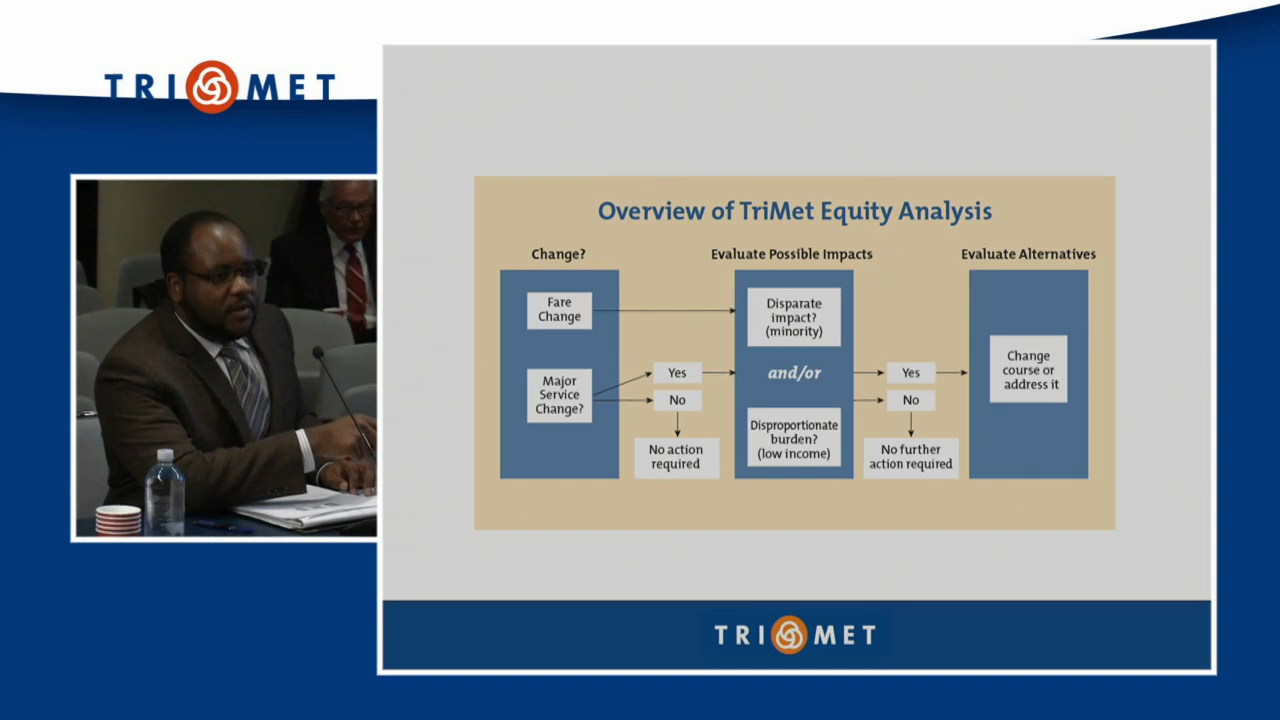 TRIMET
Overview of TriMet Equity Analysis
Change?
Evaluate Possible Impacts
Evaluate Alternatives
Fare
Change
Major
Service
Change?
Yes
No
No action
required
Disparate
impact?
(minority)
and/or
Disproportionate
burden?
(low income)
Yes
No
No further
action required
Change
course or
address it
TRIMET